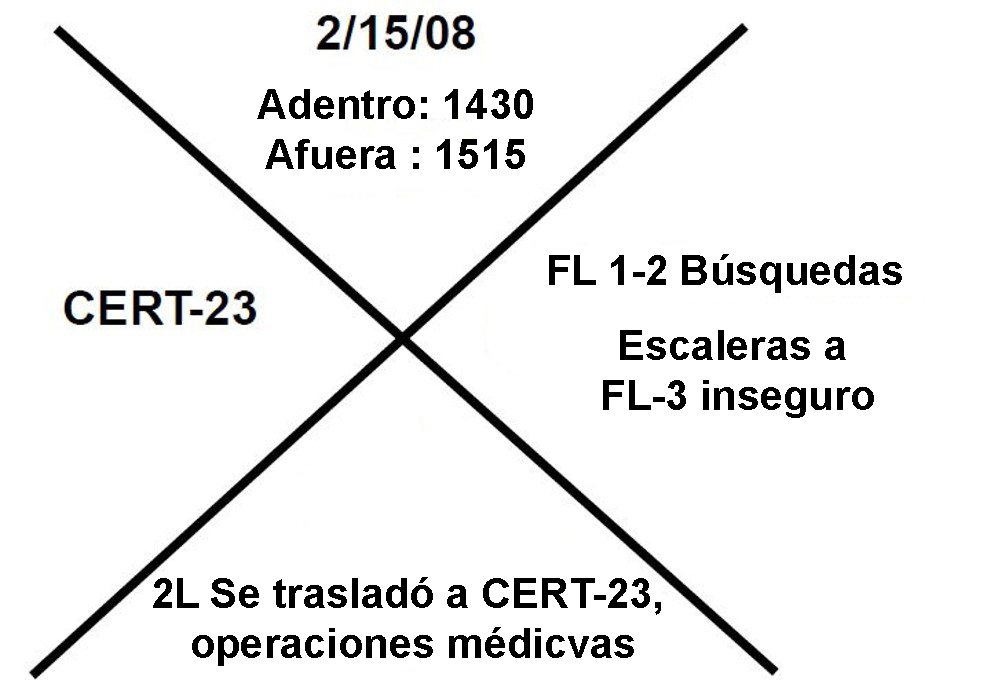 2/15/08
Adentro: 1430
Afuera : 1515
CERT-23
FL 1-2 Búsquedas
Escaleras a
FL-3 inseguro
2L Se trasladó a CERT-23,
operaciones médicvas